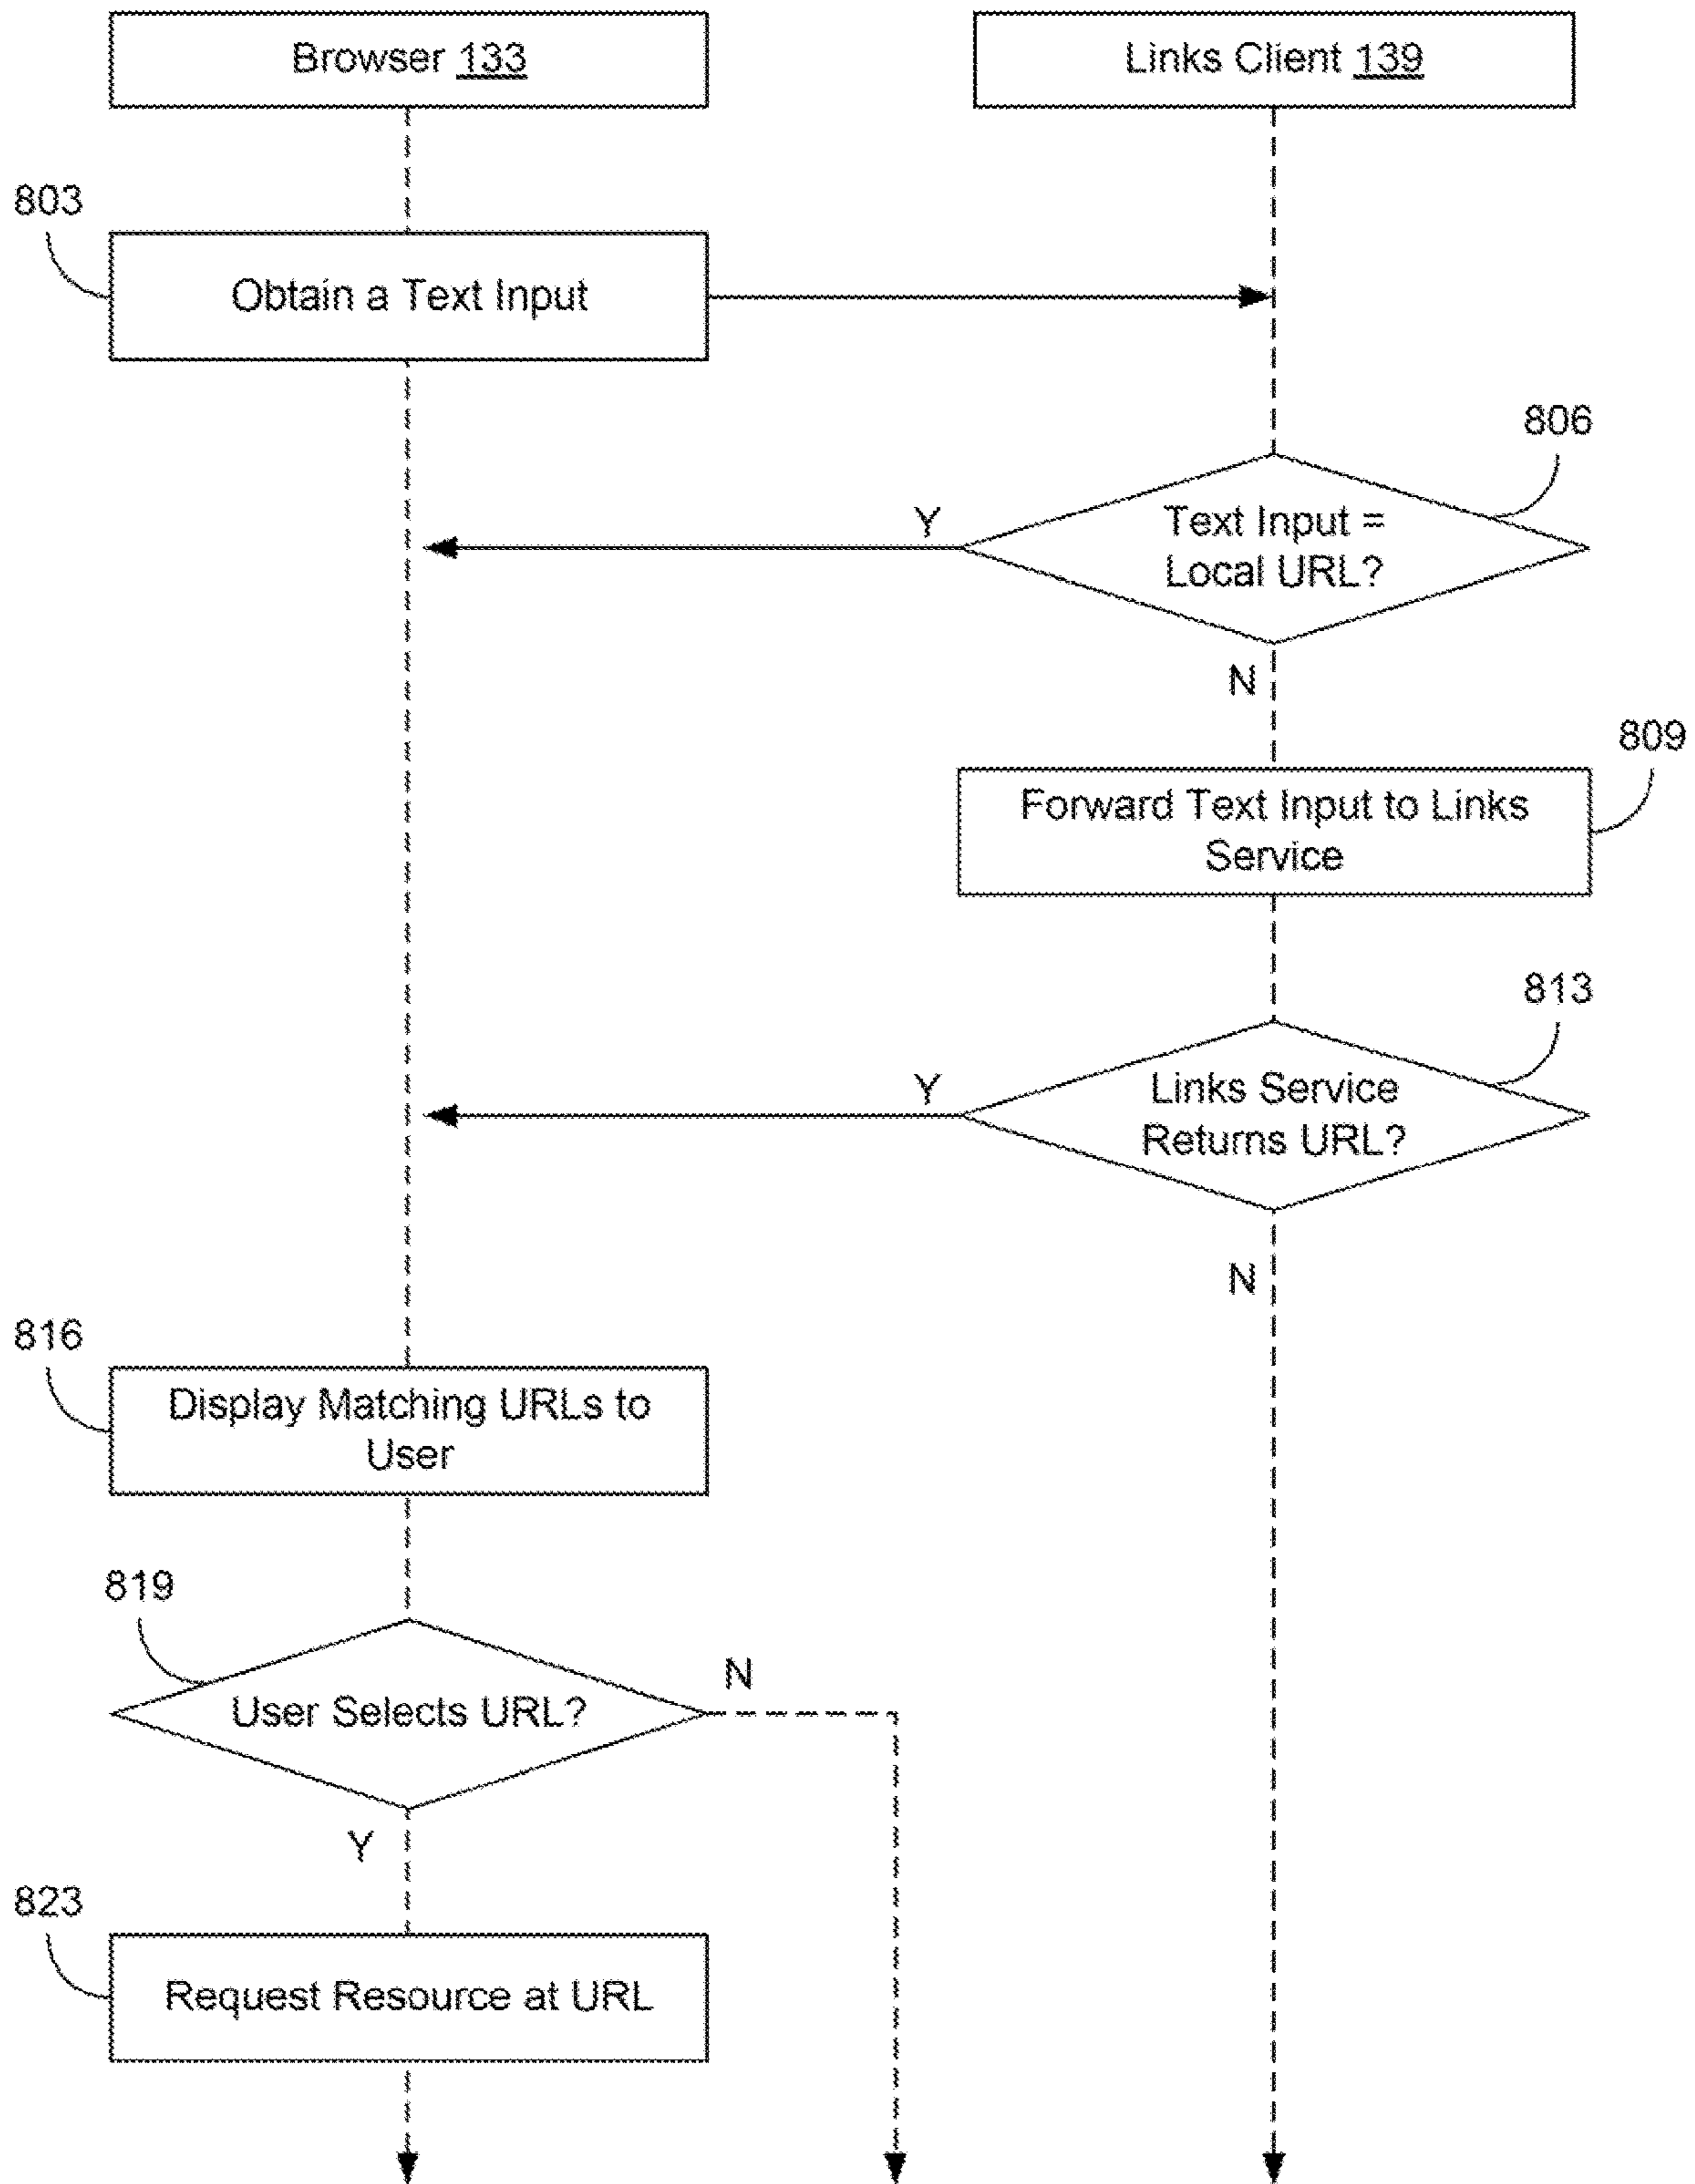 Browser 133
Links Client 139
803
Obtain a Text Input
806
Text Input =
Local URL?
Y
N
809
Forward Text Input to Links
Service
813
Links Service
Returns URL?
Y
N
816
Display Matching URLs to
User
819
User Selects URL?
N
Y
823
Request Resource at URL